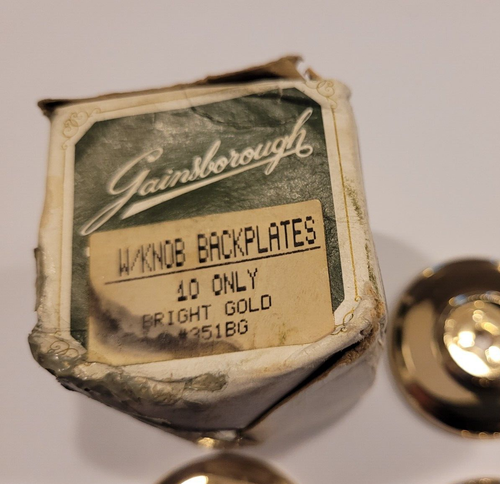 Gainsborough
W/KNOB BACKPLATES
10 ONLY
BRIGHT GOLD
#351BG